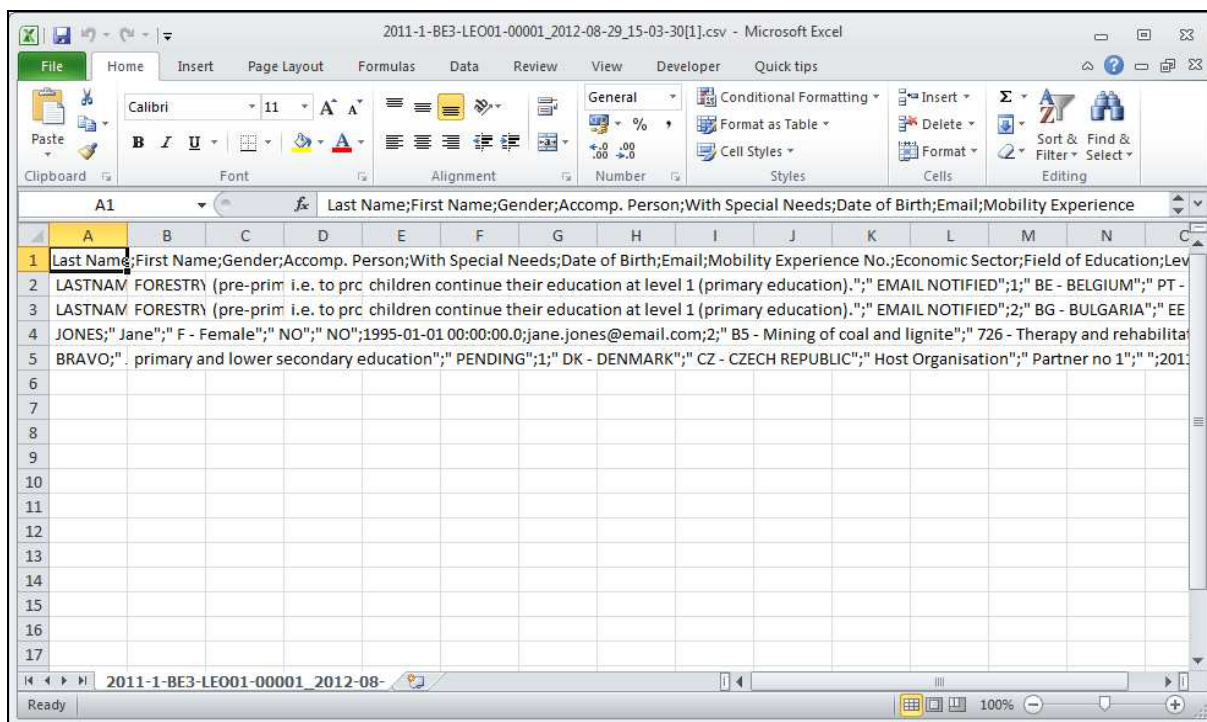 2011-1-BE3-LEO01-00001_2012-08-29_15-03-30[1].csv - Microsoft Excel
File Home Insert Page Layout Formulas Data Review View Developer Quick tips
Calibri 11 A A General Conditional Formatting Insert Σ
Paste B I U A % , Format as Table Delete Sort & Find &
.0 .00 .00 .0 Cell Styles Format Filter Select
Clipboard Font Alignment Number Styles Cells Editing
A1 fx Last Name;First Name;Gender;Accomp. Person;With Special Needs;Date of Birth;Email;Mobility Experience
A B C D E F G H I J K L M N
1 Last Name;First Name;Gender;Accomp. Person;With Special Needs;Date of Birth;Email;Mobility Experience No.;Economic Sector;Field of Education;Lev
2 LASTNAM FORESTRY (pre-prim i.e. to pro children continue their education at level 1 (primary education).";" EMAIL NOTIFIED";1;" BE - BELGIUM";" PT -
3 LASTNAM FORESTRY (pre-prim i.e. to pro children continue their education at level 1 (primary education).";" EMAIL NOTIFIED";2;" BG - BULGARIA";" EE
4 JONES;" Jane";" F - Female";" NO";" NO";1995-01-01 00:00:00.0;jane.jones@email.com;2;" B5 - Mining of coal and lignite";" 726 - Therapy and rehabilitat
5 BRAVO;" primary and lower secondary education";" PENDING";1;" DK - DENMARK";" CZ - CZECH REPUBLIC";" Host Organisation";" Partner no 1";" ";201
6
7
8
9
10
11
12
13
14
15
16
17
2011-1-BE3-LEO01-00001_2012-08-
Ready 100%